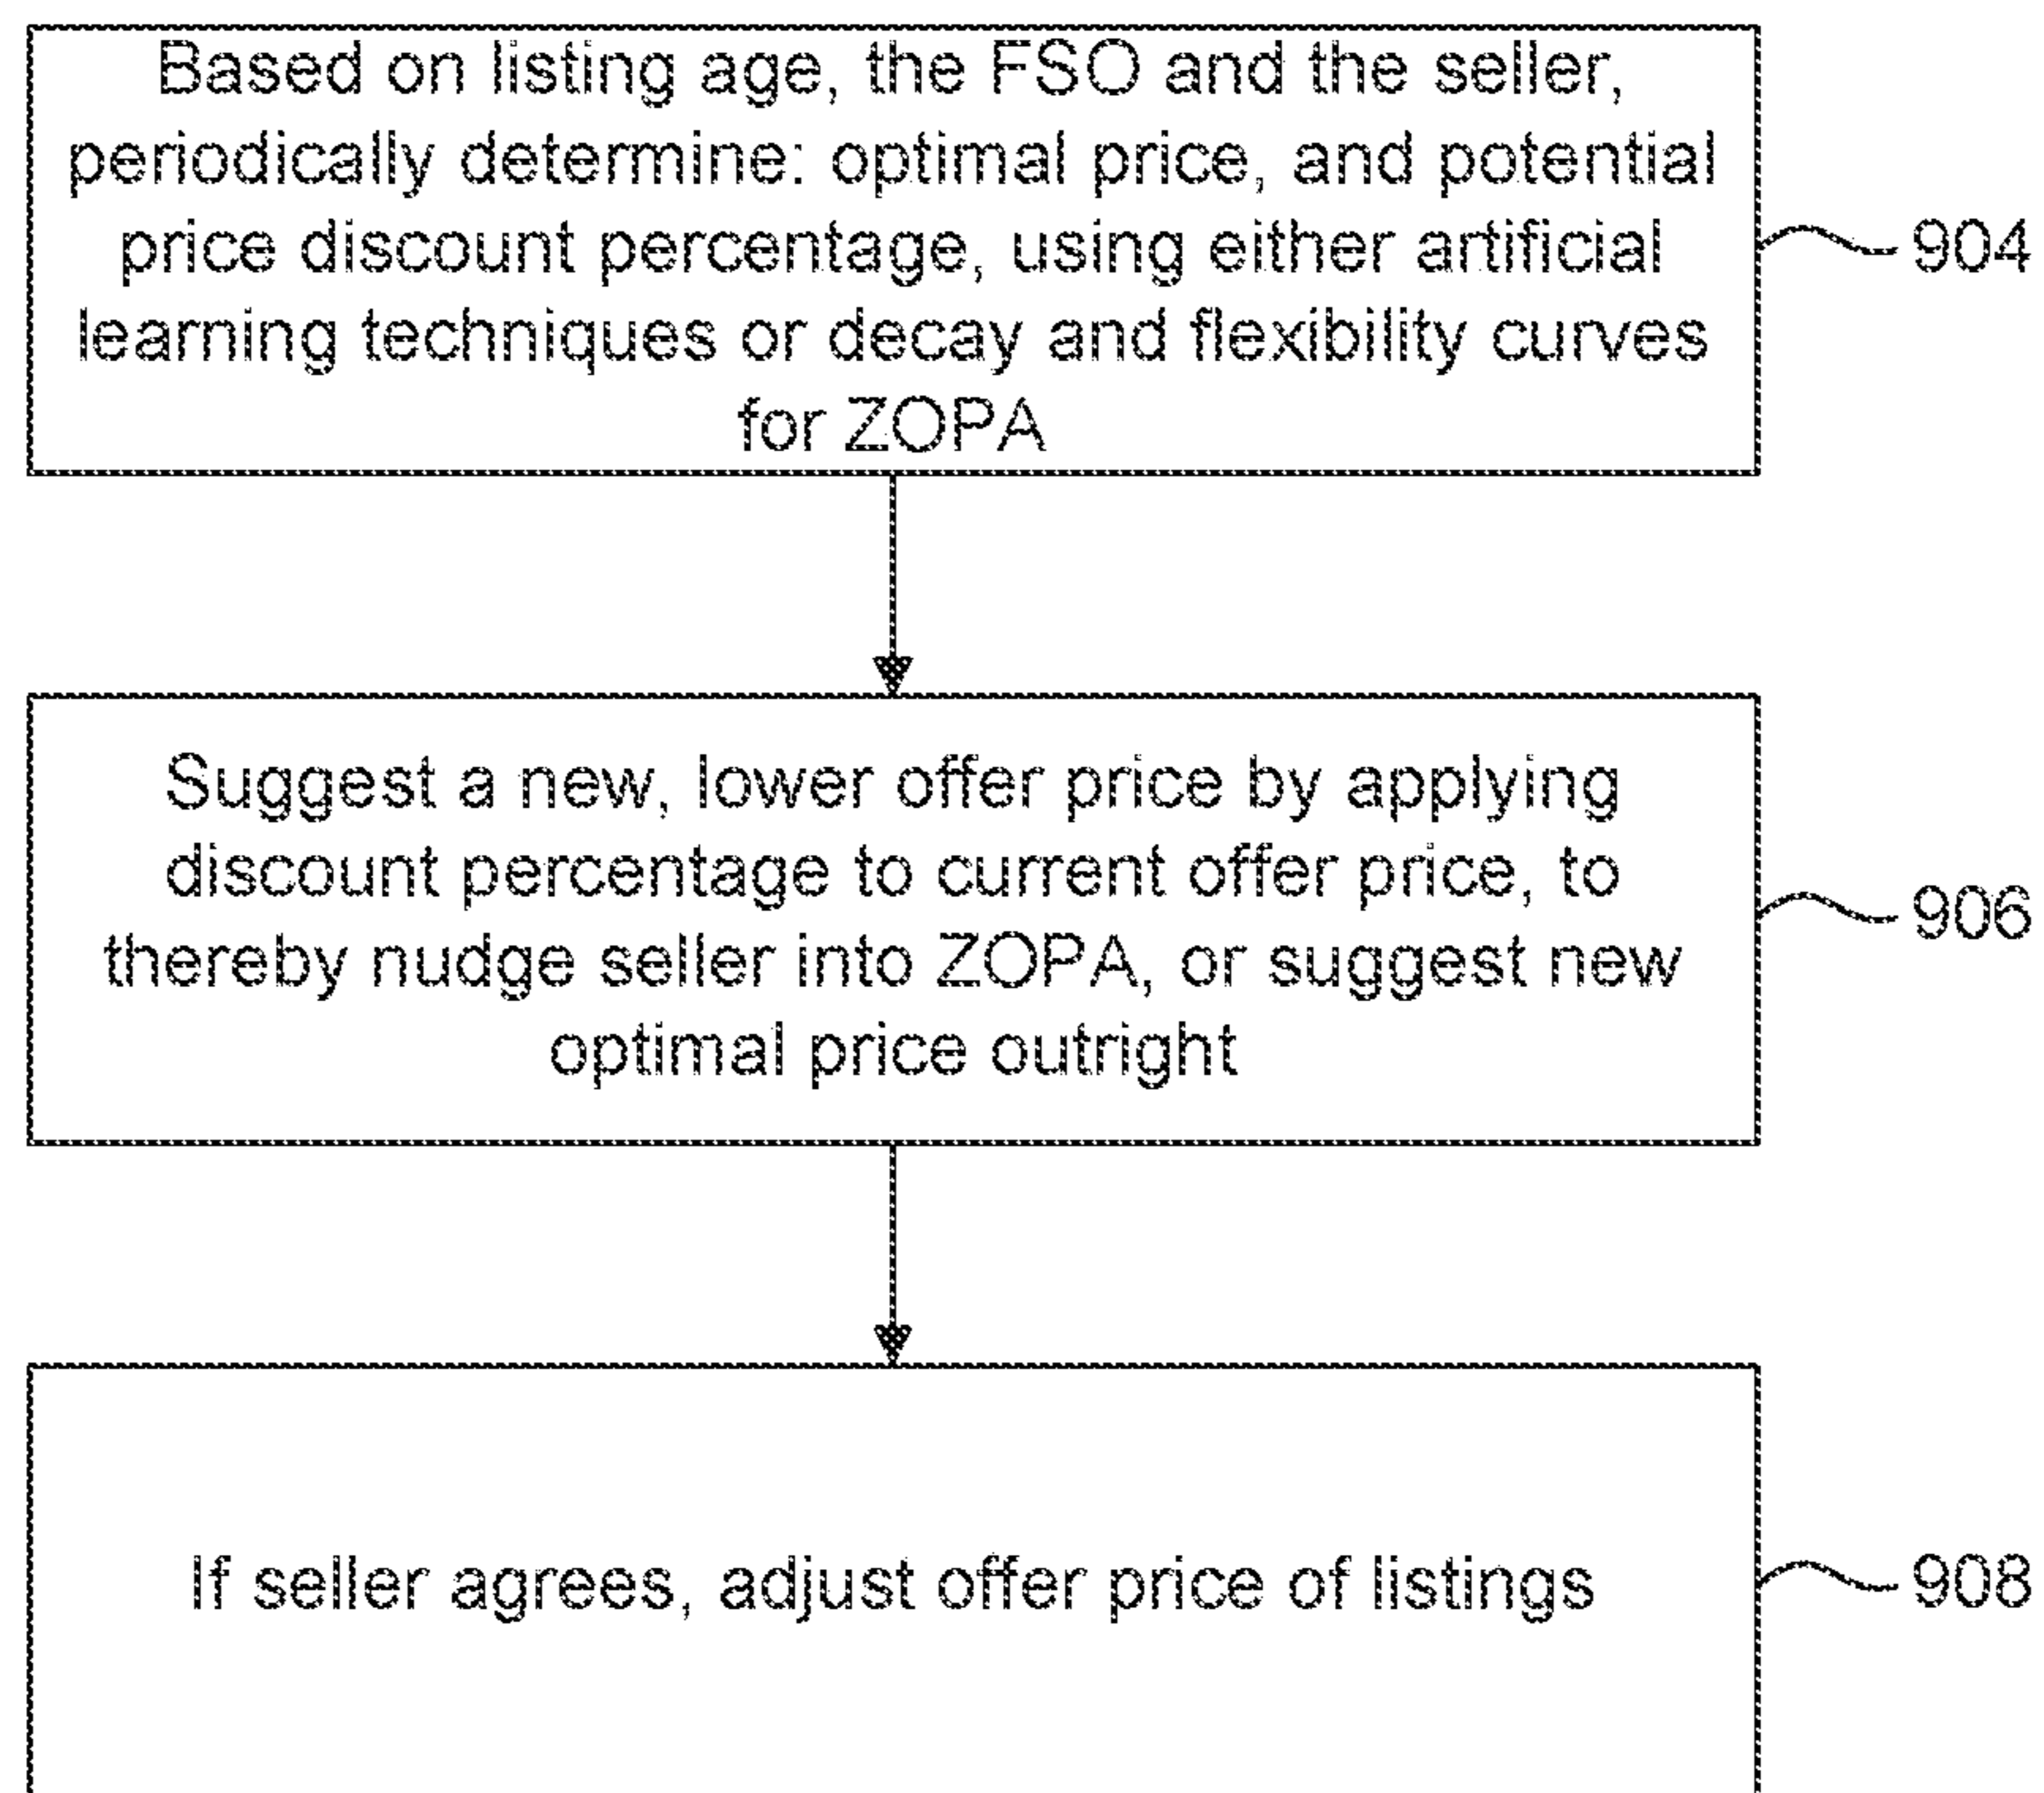 Based on listing age, the FSO and the seller,
periodically determine: optimal price, and potential
price discount percentage, using either artificial
learning techniques or decay and flexibility curves
for ZOPA
904
Suggest a new, lower offer price by applying
discount percentage to current offer price, to
thereby nudge seller into ZOPA, or suggest new
optimal price outright
906
If seller agrees, adjust offer price of listings
908